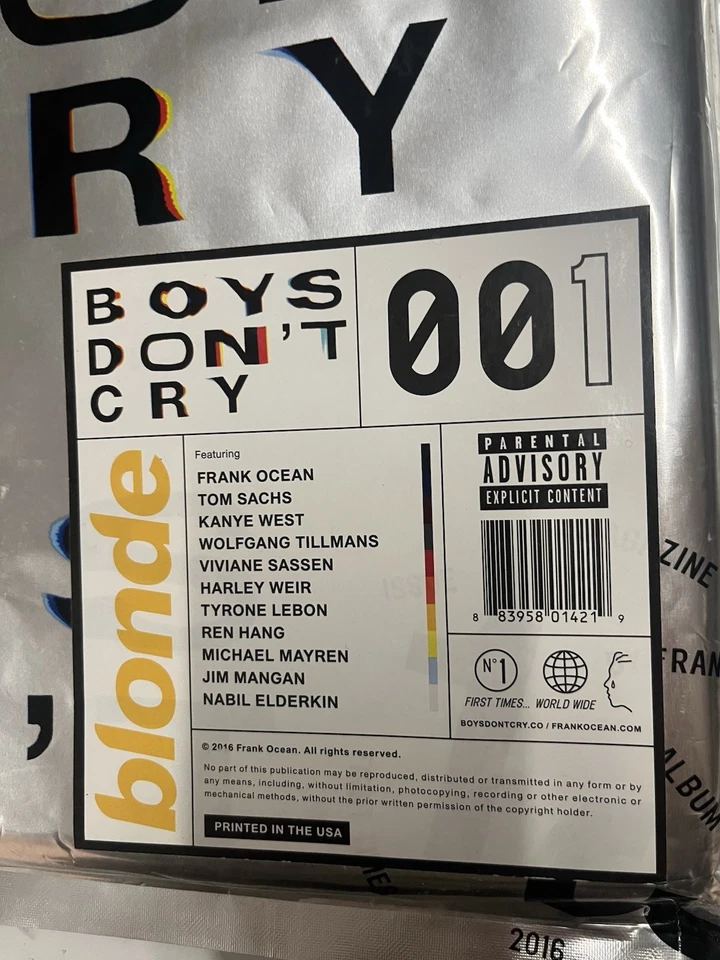 R Y
BOYS
DON'T
CRY
001
blonde
Featuring
FRANK OCEAN
TOM SACHS
KANYE WEST
WOLFGANG TILLMANS
VIVIANE SASSEN
HARLEY WEIR
TYRONE LEBON
REN HANG
MICHAEL MAYREN
JIM MANGAN
NABIL ELDERKIN
PARENTAL
ADVISORY
EXPLICIT CONTENT
8 83958 01421 9
N°1
FIRST TIMES... WORLD WIDE
BOYSDONTCRY.CO / FRANKOCEAN.COM
© 2016 Frank Ocean. All rights reserved.
No part of this publication may be reproduced, distributed or transmitted in any form or by
any means, including, without limitation, photocopying, recording or other electronic or
mechanical methods, without the prior written permission of the copyright holder.
PRINTED IN THE USA
ZINE
FRAN
ALBUM
2016